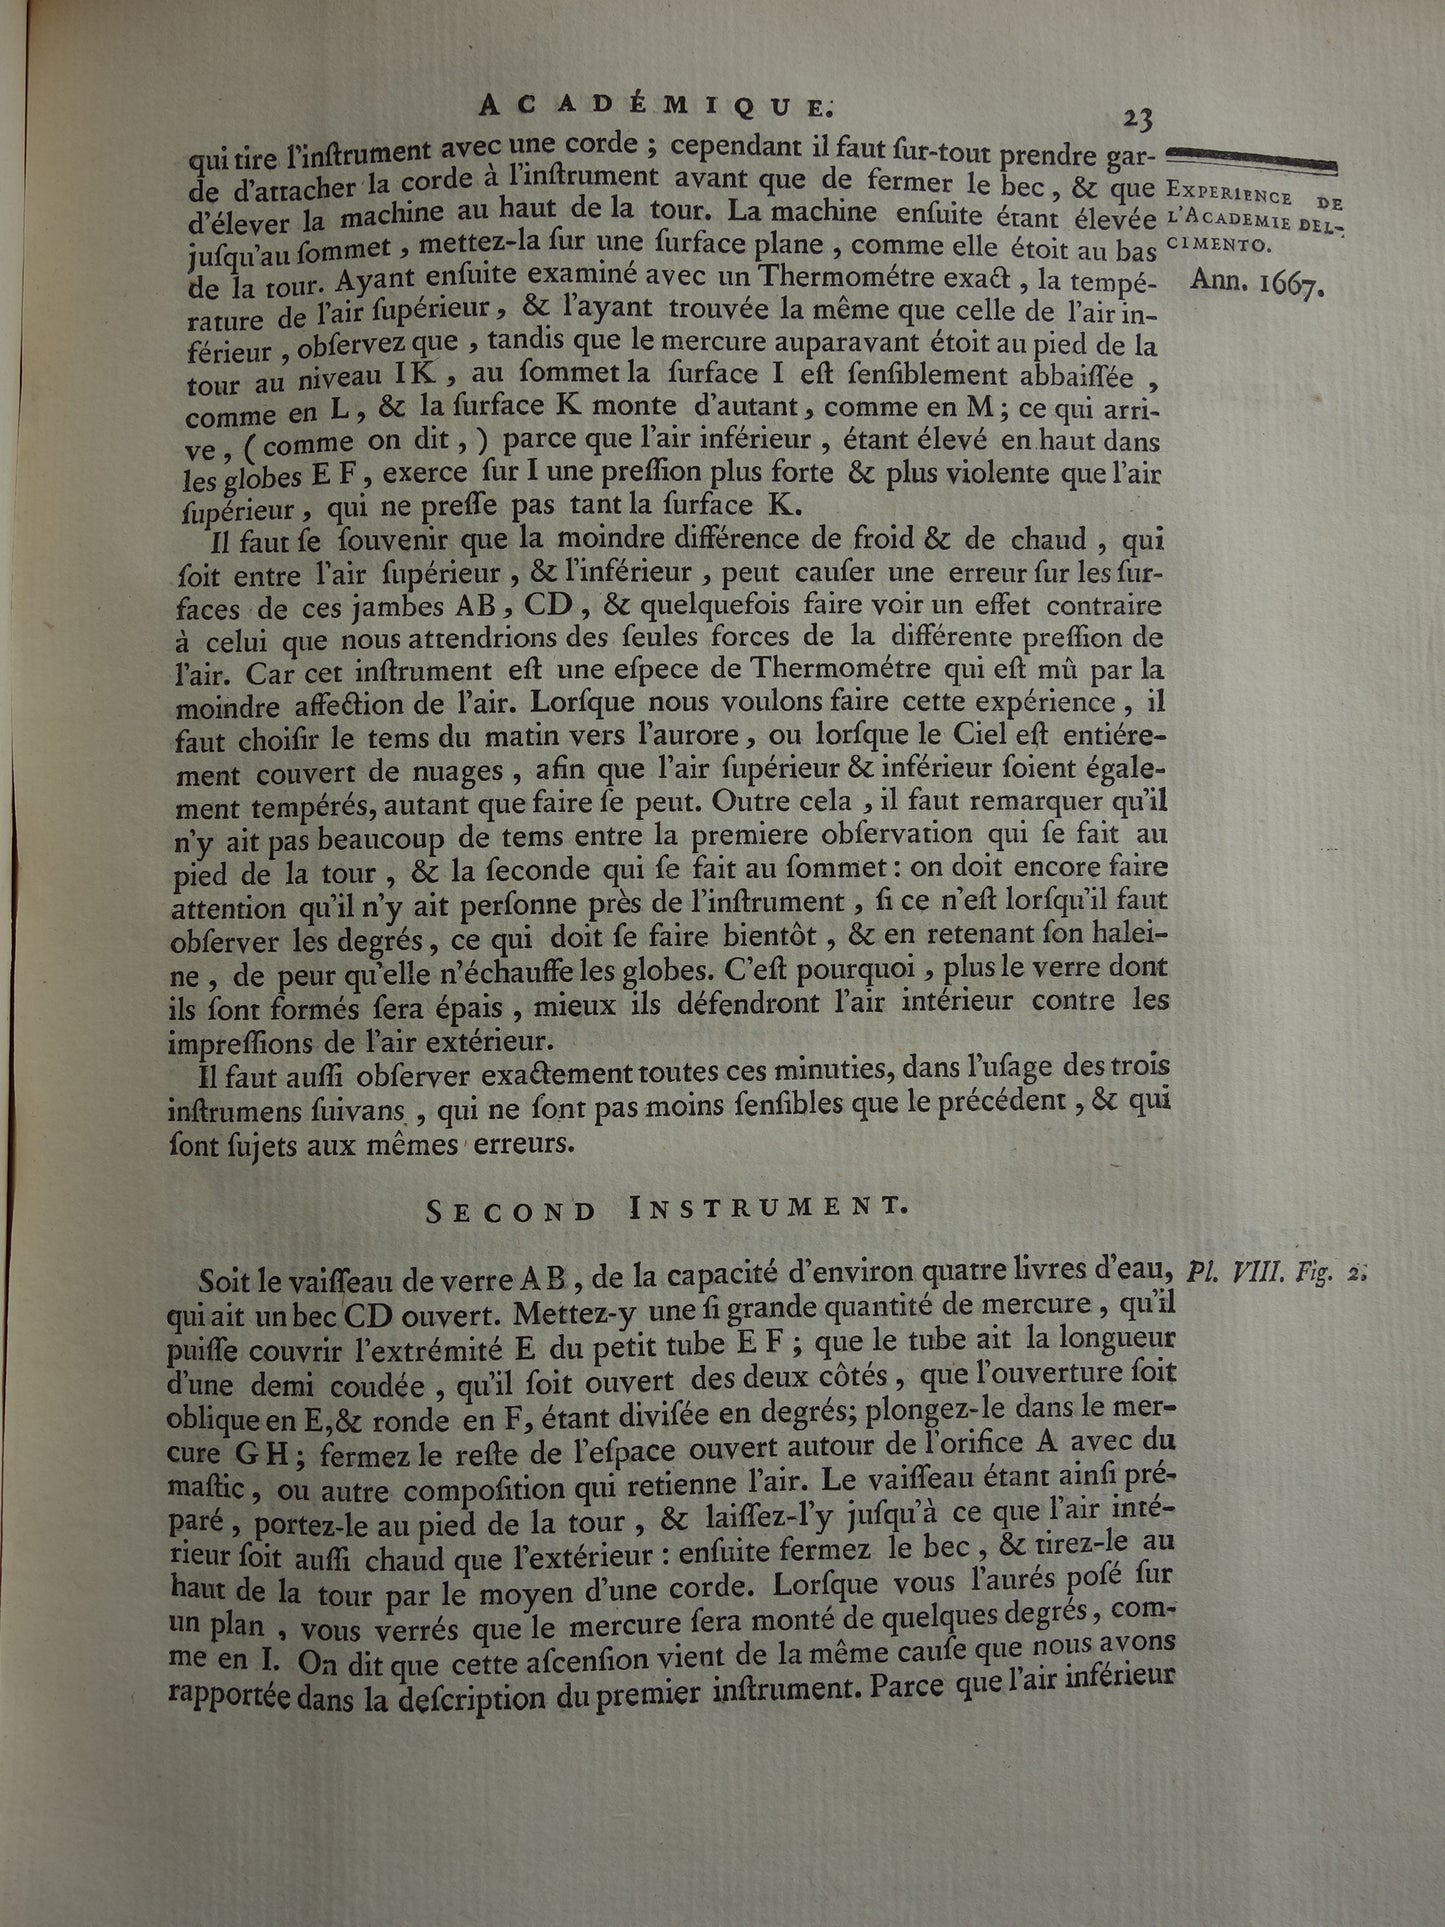 ACADÉMIQUE. 23
qui tire l'inſtrument avec une corde ; cependant il faut ſur-tout prendre gar-
de d'attacher la corde à l'inſtrument avant que de fermer le bec, & que
d'élever la machine au haut de la tour. La machine enſuite étant élevée
juſqu'au ſommet, mettez-la ſur une ſurface plane, comme elle étoit au bas
de la tour. Ayant enſuite examiné avec un Thermométre exact, la tempé-
rature de l'air ſupérieur, & l'ayant trouvée la même que celle de l'air in-
férieur, obſervez que, tandis que le mercure auparavant étoit au pied de la
tour au niveau IK, au ſommet la ſurface I eſt ſenſiblement abbaiſſée,
comme en L, & la ſurface K monte d'autant, comme en M ; ce qui arri-
ve, (comme on dit,) parce que l'air inférieur, étant élevé en haut dans
les globes E F, exerce ſur I une preſſion plus forte & plus violente que l'air
ſupérieur, qui ne preſſe pas tant la ſurface K.
EXPERIENCE DE
L'ACADEMIE DEL-
CIMENTO.
Ann. 1667.
Il faut ſe ſouvenir que la moindre différence de froid & de chaud, qui
ſoit entre l'air ſupérieur, & l'inférieur, peut cauſer une erreur ſur les ſur-
faces de ces jambes AB, CD, & quelquefois faire voir un effet contraire
à celui que nous attendrions des ſeules forces de la différente preſſion de
l'air. Car cet inſtrument eſt une eſpece de Thermométre qui eſt mû par la
moindre affection de l'air. Lorſque nous voulons faire cette expérience, il
faut choiſir le tems du matin vers l'aurore, ou lorſque le Ciel eſt entiére-
ment couvert de nuages, afin que l'air ſupérieur & inférieur ſoient égale-
ment tempérés, autant que faire ſe peut. Outre cela, il faut remarquer qu'il
n'y ait pas beaucoup de tems entre la premiere obſervation qui ſe fait au
pied de la tour, & la ſeconde qui ſe fait au ſommet : on doit encore faire
attention qu'il n'y ait perſonne près de l'inſtrument, ſi ce n'eſt lorſqu'il faut
obſerver les degrés, ce qui doit ſe faire bientôt, & en retenant ſon halei-
ne, de peur qu'elle n'échauffe les globes. C'eſt pourquoi, plus le verre dont
ils ſont formés ſera épais, mieux ils défendront l'air intérieur contre les
impreſſions de l'air extérieur.
Il faut auſſi obſerver exactement toutes ces minuties, dans l'uſage des trois
inſtrumens ſuivans, qui ne ſont pas moins ſenſibles que le précédent, & qui
ſont ſujets aux mêmes erreurs.
SECOND INSTRUMENT.
Soit le vaiſſeau de verre AB, de la capacité d'environ quatre livres d'eau,
Pl. VIII. Fig. 2.
qui ait un bec CD ouvert. Mettez-y une ſi grande quantité de mercure, qu'il
puiſſe couvrir l'extrémité E du petit tube E F ; que le tube ait la longueur
d'une demi coudée, qu'il ſoit ouvert des deux côtés, que l'ouverture ſoit
oblique en E, & ronde en F, étant diviſée en degrés; plongez-le dans le mer-
cure GH ; fermez le reſte de l'eſpace ouvert autour de l'orifice A avec du
maſtic, ou autre compoſition qui retienne l'air. Le vaiſſeau étant ainſi pré-
paré, portez-le au pied de la tour, & laiſſez-l'y juſqu'à ce que l'air inté-
rieur ſoit auſſi chaud que l'extérieur : enſuite fermez le bec, & tirez-le au
haut de la tour par le moyen d'une corde. Lorſque vous l'aurés poſé ſur
un plan, vous verrés que le mercure ſera monté de quelques degrés, com-
me en I. On dit que cette aſcenſion vient de la même cauſe que nous avons
rapportée dans la deſcription du premier inſtrument. Parce que l'air inférieur